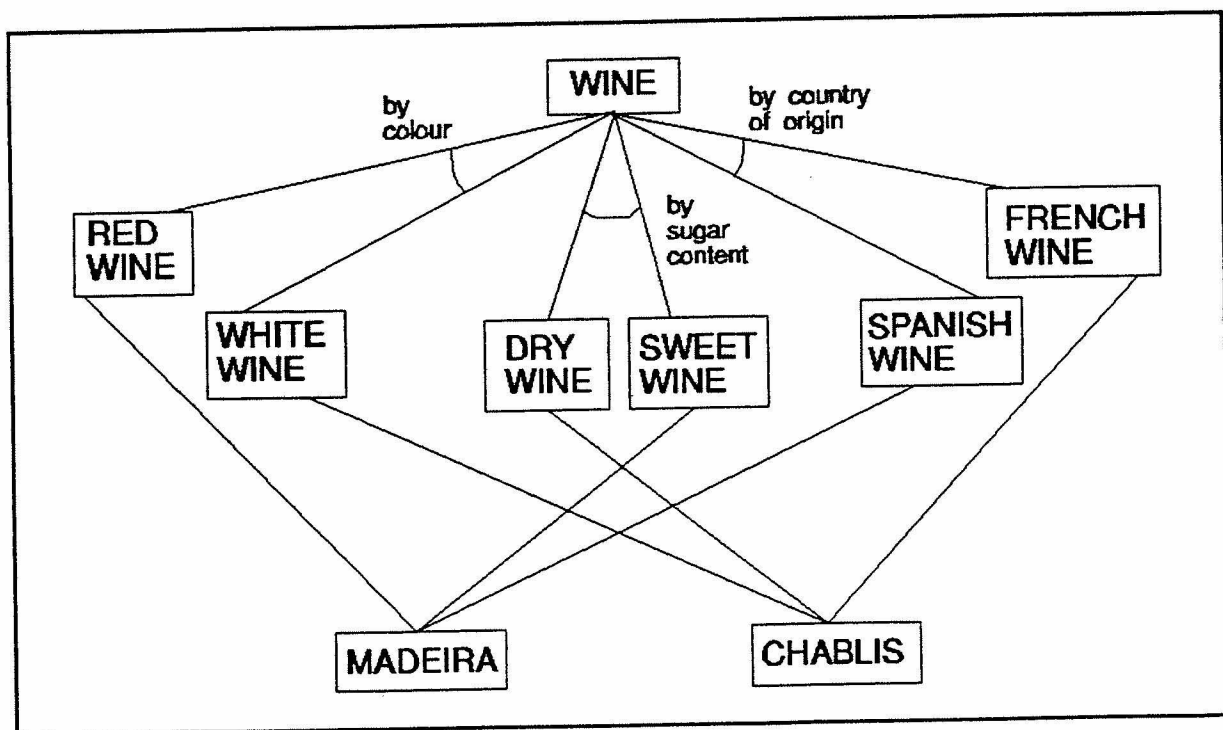 WINE
by
colour
by country
of origin
RED
WINE
by
sugar
content
FRENCH
WINE
WHITE
WINE
DRY
WINE
SWEET
WINE
SPANISH
WINE
MADEIRA
CHABLIS